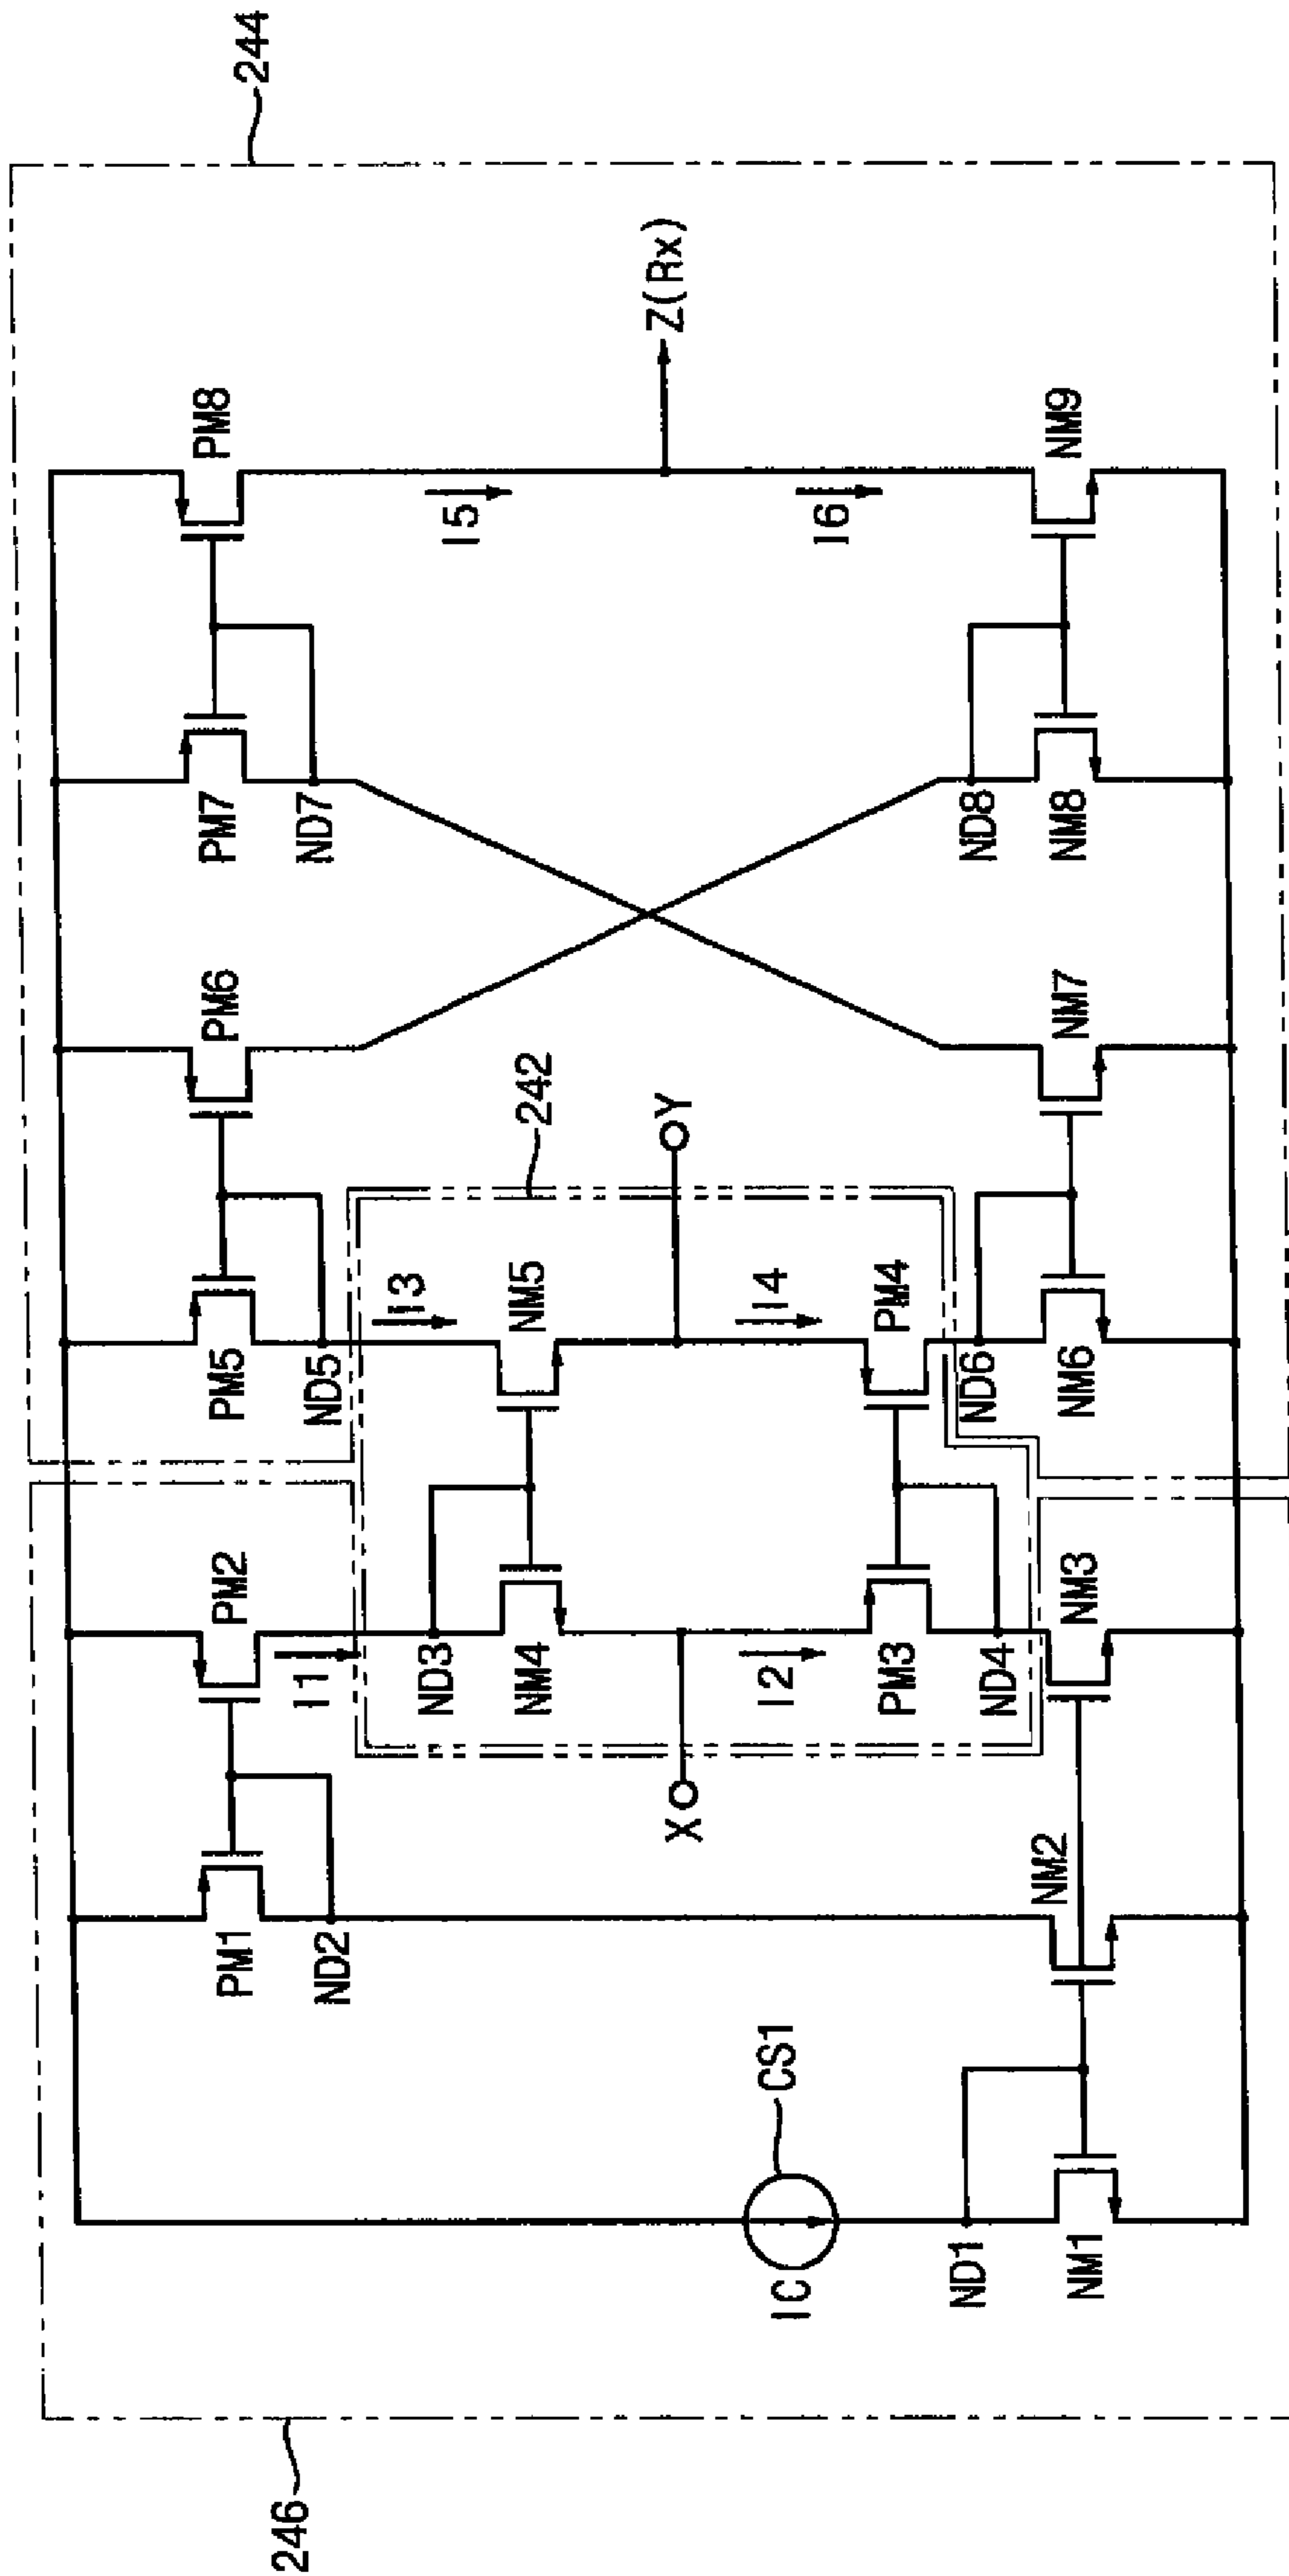 246
244
PM1
PM2
PM5
PM6
PM7
PM8
ND2
I1
ND5
I3
ND7
I5
242
ND3
NM4
NM5
IC
CS1
X
Y
Z(Rx)
I2
I4
I6
PM3
PM4
ND1
ND4
ND6
ND8
NM1
NM2
NM3
NM6
NM7
NM8
NM9